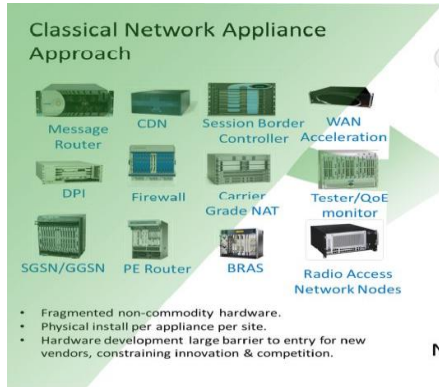 Classical Network Appliance
Approach
Message
Router
CDN
Session Border
Controller
WAN
Acceleration
DPI
Firewall
Carrier
Grade NAT
Tester/QoE
monitor
SGSN/GGSN
PE Router
BRAS
Radio Access
Network Nodes
• Fragmented non-commodity hardware.
• Physical install per appliance per site.
• Hardware development large barrier to entry for new
vendors, constraining innovation & competition.
N